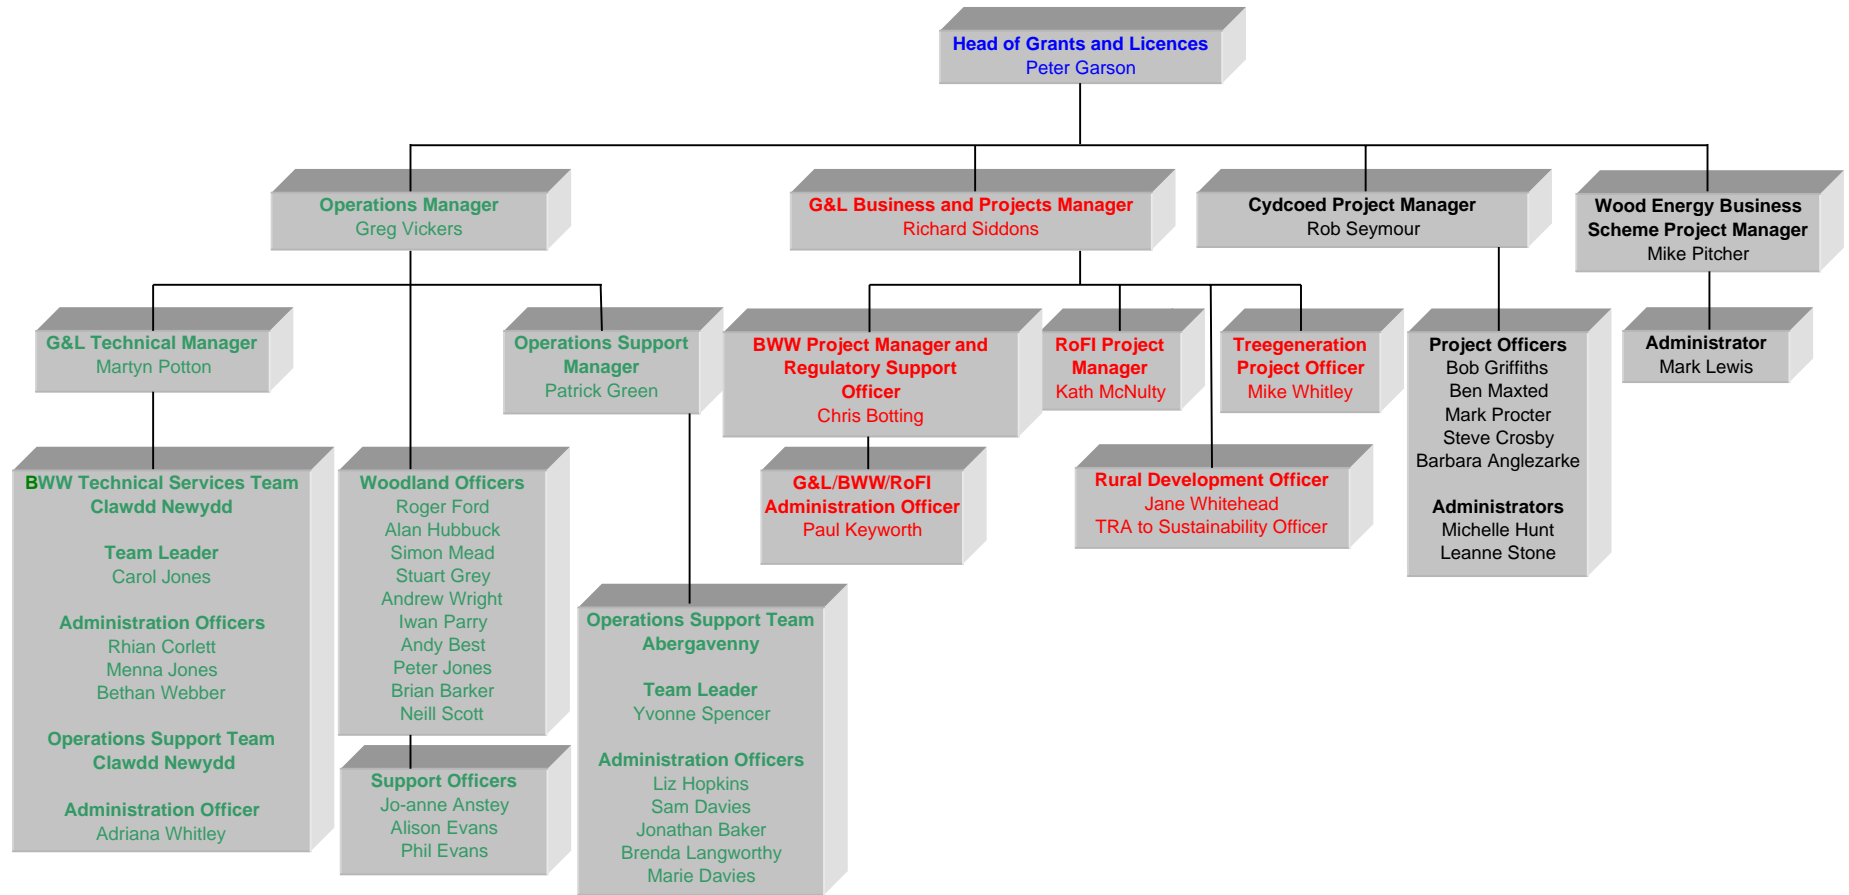 Head of Grants and Licences
Peter Garson
Operations Manager
Greg Vickers
G&L Business and Projects Manager
Richard Siddons
Cydcoed Project Manager
Rob Seymour
Wood Energy Business
Scheme Project Manager
Mike Pitcher
G&L Technical Manager
Martyn Potton
Operations Support
Manager
Patrick Green
BWW Project Manager and
Regulatory Support
Officer
Chris Botting
RoFI Project
Manager
Kath McNulty
Treegeneration
Project Officer
Mike Whitley
Project Officers
Bob Griffiths
Ben Maxted
Mark Procter
Steve Crosby
Barbara Anglezarke
Administrators
Michelle Hunt
Leanne Stone
Administrator
Mark Lewis
BWW Technical Services Team
Clawdd Newydd
Team Leader
Carol Jones
Administration Officers
Rhian Corlett
Menna Jones
Bethan Webber
Operations Support Team
Clawdd Newydd
Administration Officer
Adriana Whitley
Woodland Officers
Roger Ford
Alan Hubbuck
Simon Mead
Stuart Grey
Andrew Wright
Iwan Parry
Andy Best
Peter Jones
Brian Barker
Neill Scott
Support Officers
Jo-anne Anstey
Alison Evans
Phil Evans
Operations Support Team
Abergavenny
Team Leader
Yvonne Spencer
Administration Officers
Liz Hopkins
Sam Davies
Jonathan Baker
Brenda Langworthy
Marie Davies
G&L/BWW/RoFI
Administration Officer
Paul Keyworth
Rural Development Officer
Jane Whitehead
TRA to Sustainability Officer